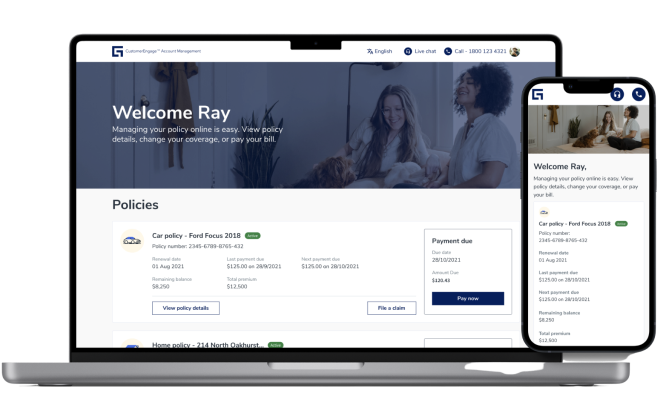 CustomerEngage™ Account Management
English
Live chat
Call - 1800 123 4321
Welcome Ray
Managing your policy online is easy. View policy
details, change your coverage, or pay your bill.
Policies
Car policy - Ford Focus 2018 Active
Policy number: 2345-6789-8765-432
Renewal date Last payment due Next payment due
01 Aug 2021 $125.00 on 28/9/2021 $125.00 on 28/10/2021
Remaining balance Total premium
$8,250 $12,500
View policy details
File a claim
Payment due
Due date
28/10/2021
Amount Due
$120.43
Pay now
Home policy - 214 North Oakhurst... Active
Welcome Ray,
Managing your policy online is easy. View
policy details, change your coverage, or pay
your bill.
Car policy - Ford Focus 2018 Active
Policy number:
2345-6789-8765-432
Renewal date
01 Aug 2021
Last payment due
$125.00 on 28/10/2021
Next payment due
$125.00 on 28/10/2021
Remaining balance
$8,250
Total premium
$12,500